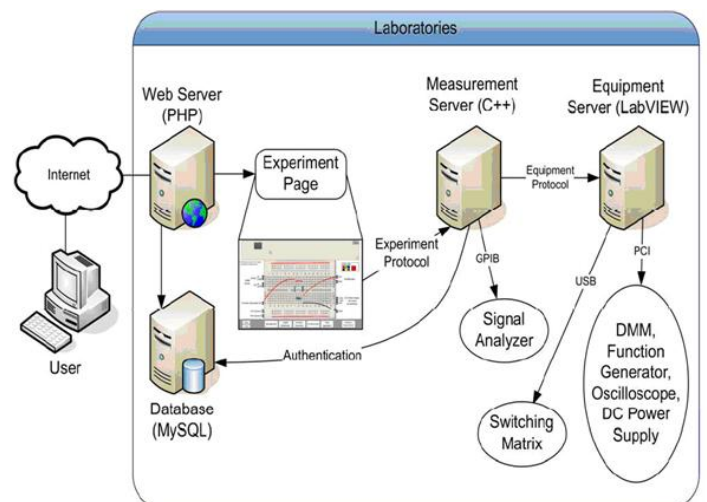 Laboratories
Web Server
(PHP)
Measurement
Server (C++)
Equipment
Server (LabVIEW)
Internet
Experiment
Page
Equipment
Protocol
Experiment
Protocol
GPIB
USB
PCI
User
Authentication
Signal
Analyzer
DMM,
Function
Generator,
Oscilloscope,
DC Power
Supply
Database
(MySQL)
Switching
Matrix